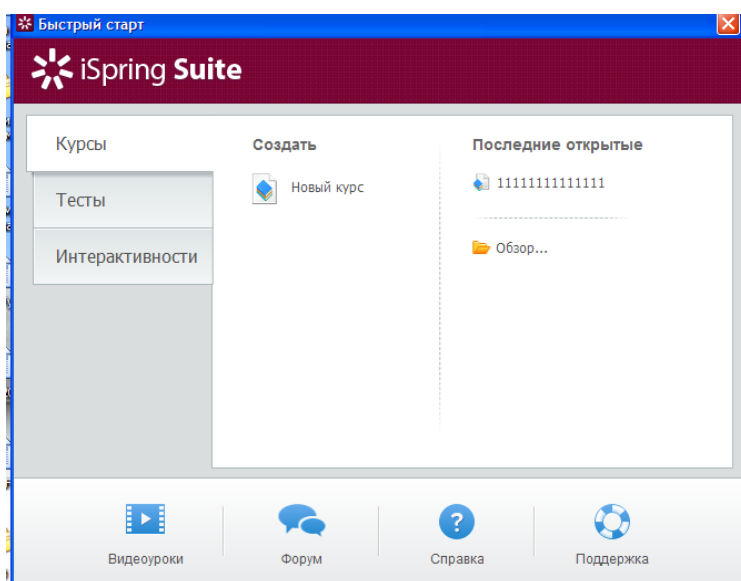 Быстрый старт
iSpring Suite
Курсы
Тесты
Интерактивности
Создать
Новый курс
Последние открытые
11111111111111
Обзор...
Видеоуроки
Форум
Справка
Поддержка